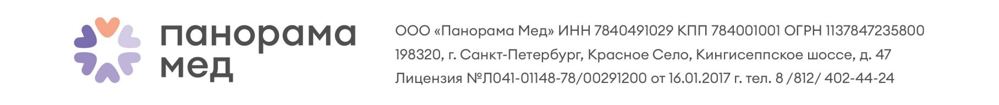 панорама
мед
ООО «Панорама Мед» ИНН 7840491029 КПП 784001001 ОГРН 1137847235800
198320, г. Санкт-Петербург, Красное Село, Кингисеппское шоссе, д. 47
Лицензия №Л041-01148-78/00291200 от 16.01.2017 г. тел. 8 /812/ 402-44-24